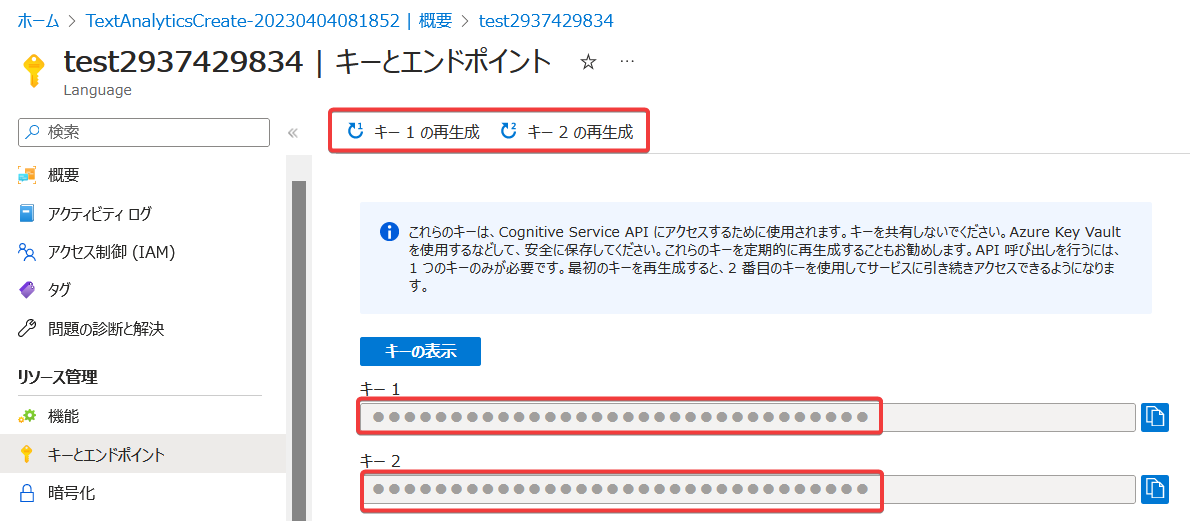 ホーム > TextAnalyticsCreate-20230404081852 | 概要 > test2937429834
test2937429834 | キーとエンドポイント ☆ …
Language
検索
«
1 キー 1 の再生成 2 キー 2 の再生成
概要
アクティビティ ログ
アクセス制御 (IAM)
タグ
問題の診断と解決
リソース管理
機能
キーとエンドポイント
暗号化
これらのキーは、Cognitive Service API にアクセスするために使用されます。キーを共有しないでください。Azure Key Vault
を使用するなどして、安全に保存してください。これらのキーを定期的に再生成することもお勧めします。API 呼び出しを行うには、
1 つのキーのみが必要です。最初のキーを再生成すると、2 番目のキーを使用してサービスに引き続きアクセスできるようになりま
す。
キーの表示
キー 1
●●●●●●●●●●●●●●●●●●●●●●●●●●●●●●●●
キー 2
●●●●●●●●●●●●●●●●●●●●●●●●●●●●●●●●